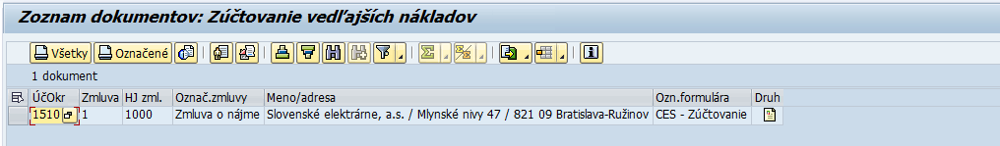 Zoznam dokumentov: Zúčtovanie vedľajších nákladov
Všetky Označené
1 dokument
ÚčOkr Zmluva HJ zml. Označ.zmluvy Meno/adresa Ozn.formulára Druh
1510 1 1000 Zmluva o nájme Slovenské elektrárne, a.s. / Mlynské nivy 47 / 821 09 Bratislava-Ružinov CES - Zúčtovanie